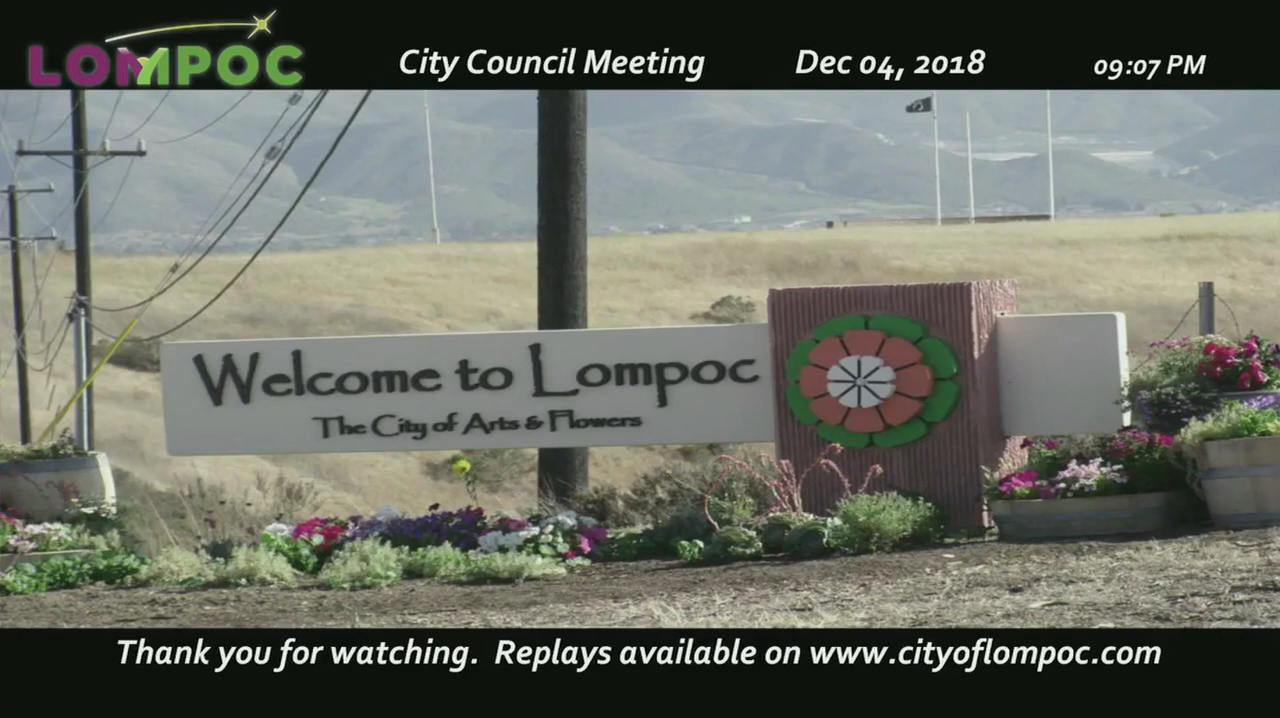 LOMPOC
City Council Meeting Dec 04, 2018 09:07 PM
Welcome to Lompoc
The City of Arts & Flowers
Thank you for watching. Replays available on www.cityoflompoc.com